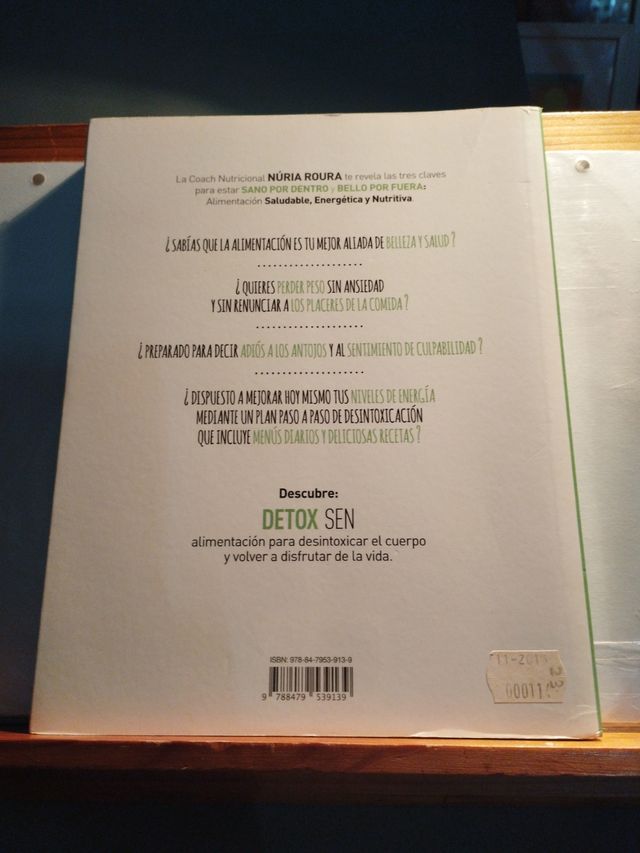 La Coach Nutricional NÚRIA ROURA te revela las tres claves
para estar SANO POR DENTRO y BELLO POR FUERA:
Alimentación Saludable, Energética y Nutritiva.
¿SABÍAS QUE LA ALIMENTACIÓN ES TU MEJOR ALIADA DE BELLEZA Y SALUD?
¿QUIERES PERDER PESO SIN ANSIEDAD
Y SIN RENUNCIAR A LOS PLACERES DE LA COMIDA?
¿PREPARADO PARA DECIR ADIÓS A LOS ANTOJOS Y AL SENTIMIENTO DE CULPABILIDAD?
¿DISPUESTO A MEJORAR HOY MISMO TUS NIVELES DE ENERGÍA
MEDIANTE UN PLAN PASO A PASO DE DESINTOXICACIÓN
QUE INCLUYE MENÚS DIARIOS Y DELICIOSAS RECETAS?
Descubre:
DETOX SEN
alimentación para desintoxicar el cuerpo
y volver a disfrutar de la vida.
ISBN: 978-84-7953-913-9
9 788479 539139